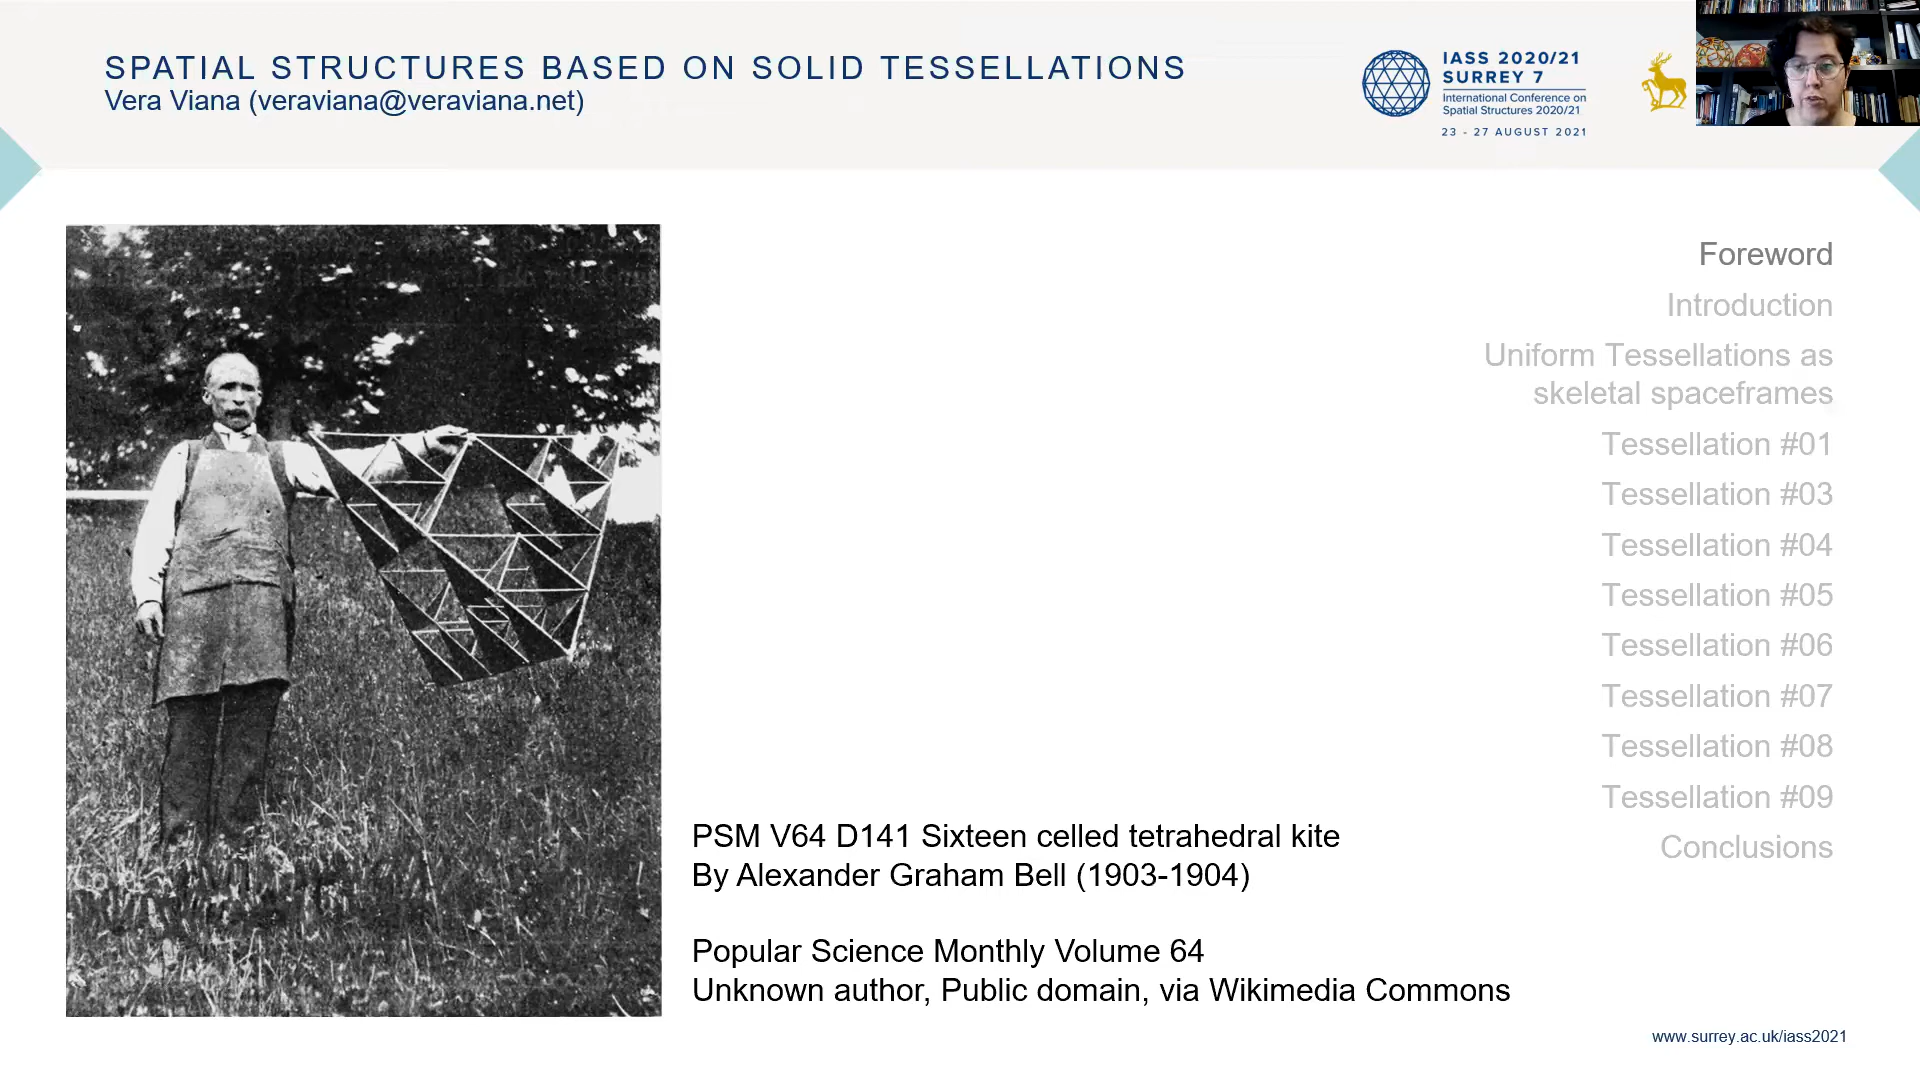 SPATIAL STRUCTURES BASED ON SOLID TESSELLATIONS
Vera Viana (veraviana@veraviana.net)
IASS 2020/21
SURREY 7
International Conference on
Spatial Structures 2020/21
23 - 27 AUGUST 2021
Foreword
Introduction
Uniform Tessellations as
skeletal spaceframes
Tessellation #01
Tessellation #03
Tessellation #04
Tessellation #05
Tessellation #06
Tessellation #07
Tessellation #08
Tessellation #09
Conclusions
PSM V64 D141 Sixteen celled tetrahedral kite
By Alexander Graham Bell (1903-1904)
Popular Science Monthly Volume 64
Unknown author, Public domain, via Wikimedia Commons
www.surrey.ac.uk/iass2021